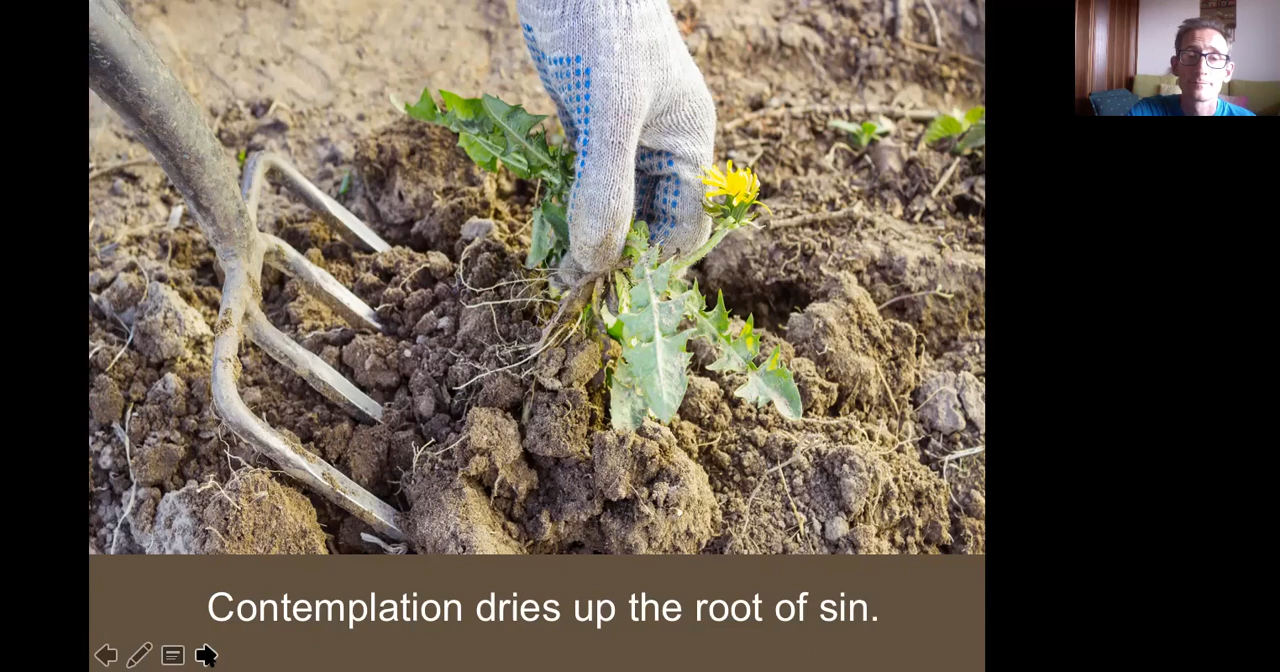 Contemplation dries up the root of sin.